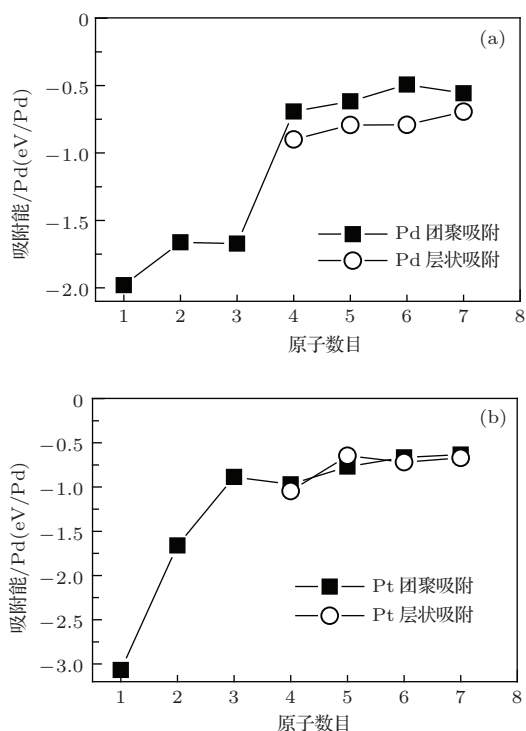 (a)
0
−0.5
−1.0
−1.5
−2.0
吸附能/Pd(eV/Pd)
Pd 团聚吸附
Pd 层状吸附
1 2 3 4 5 6 7 8
原子数目
(b)
0
−0.5
−1.0
−1.5
−2.0
−2.5
−3.0
吸附能/Pd(eV/Pd)
Pt 团聚吸附
Pt 层状吸附
1 2 3 4 5 6 7 8
原子数目